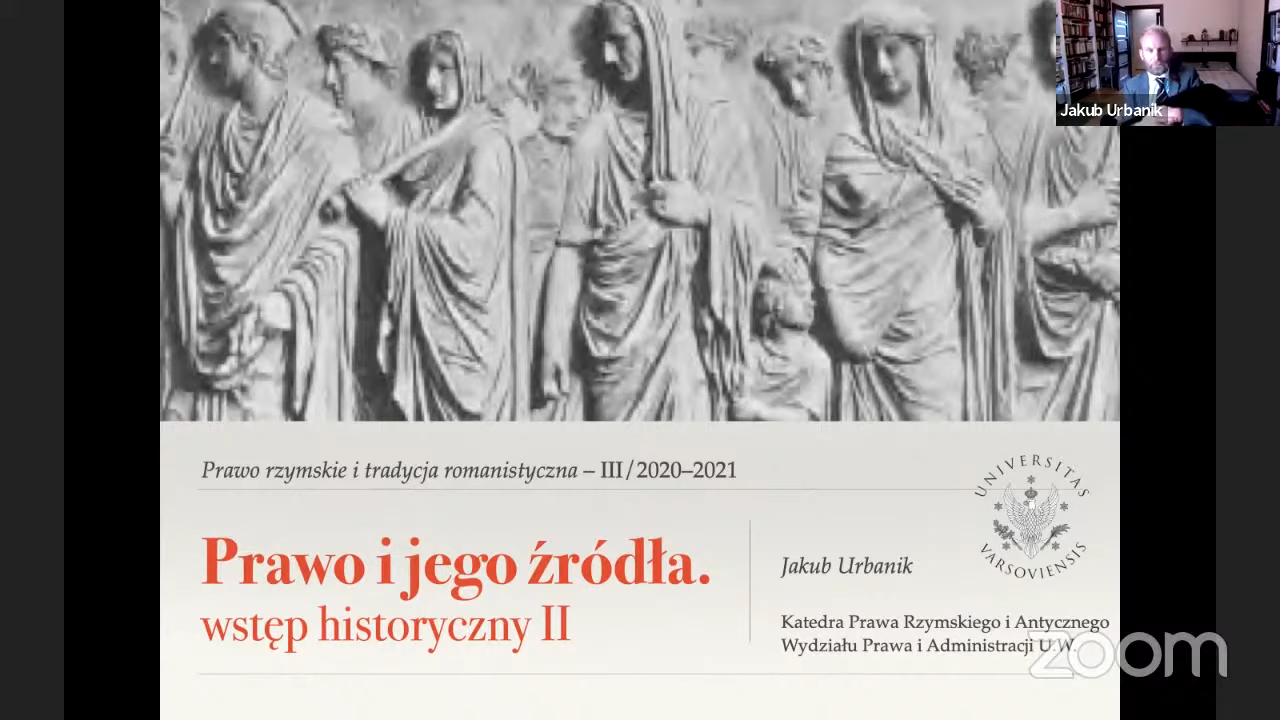 Jakub Urbanik
Prawo rzymskie i tradycja romanistyczna – III/2020–2021
UNIVERSITAS
VARSOVIENSIS
Prawo i jego źródła.
wstęp historyczny II
Jakub Urbanik
Katedra Prawa Rzymskiego i Antycznego
Wydziału Prawa i Administracji U.W.
zoom